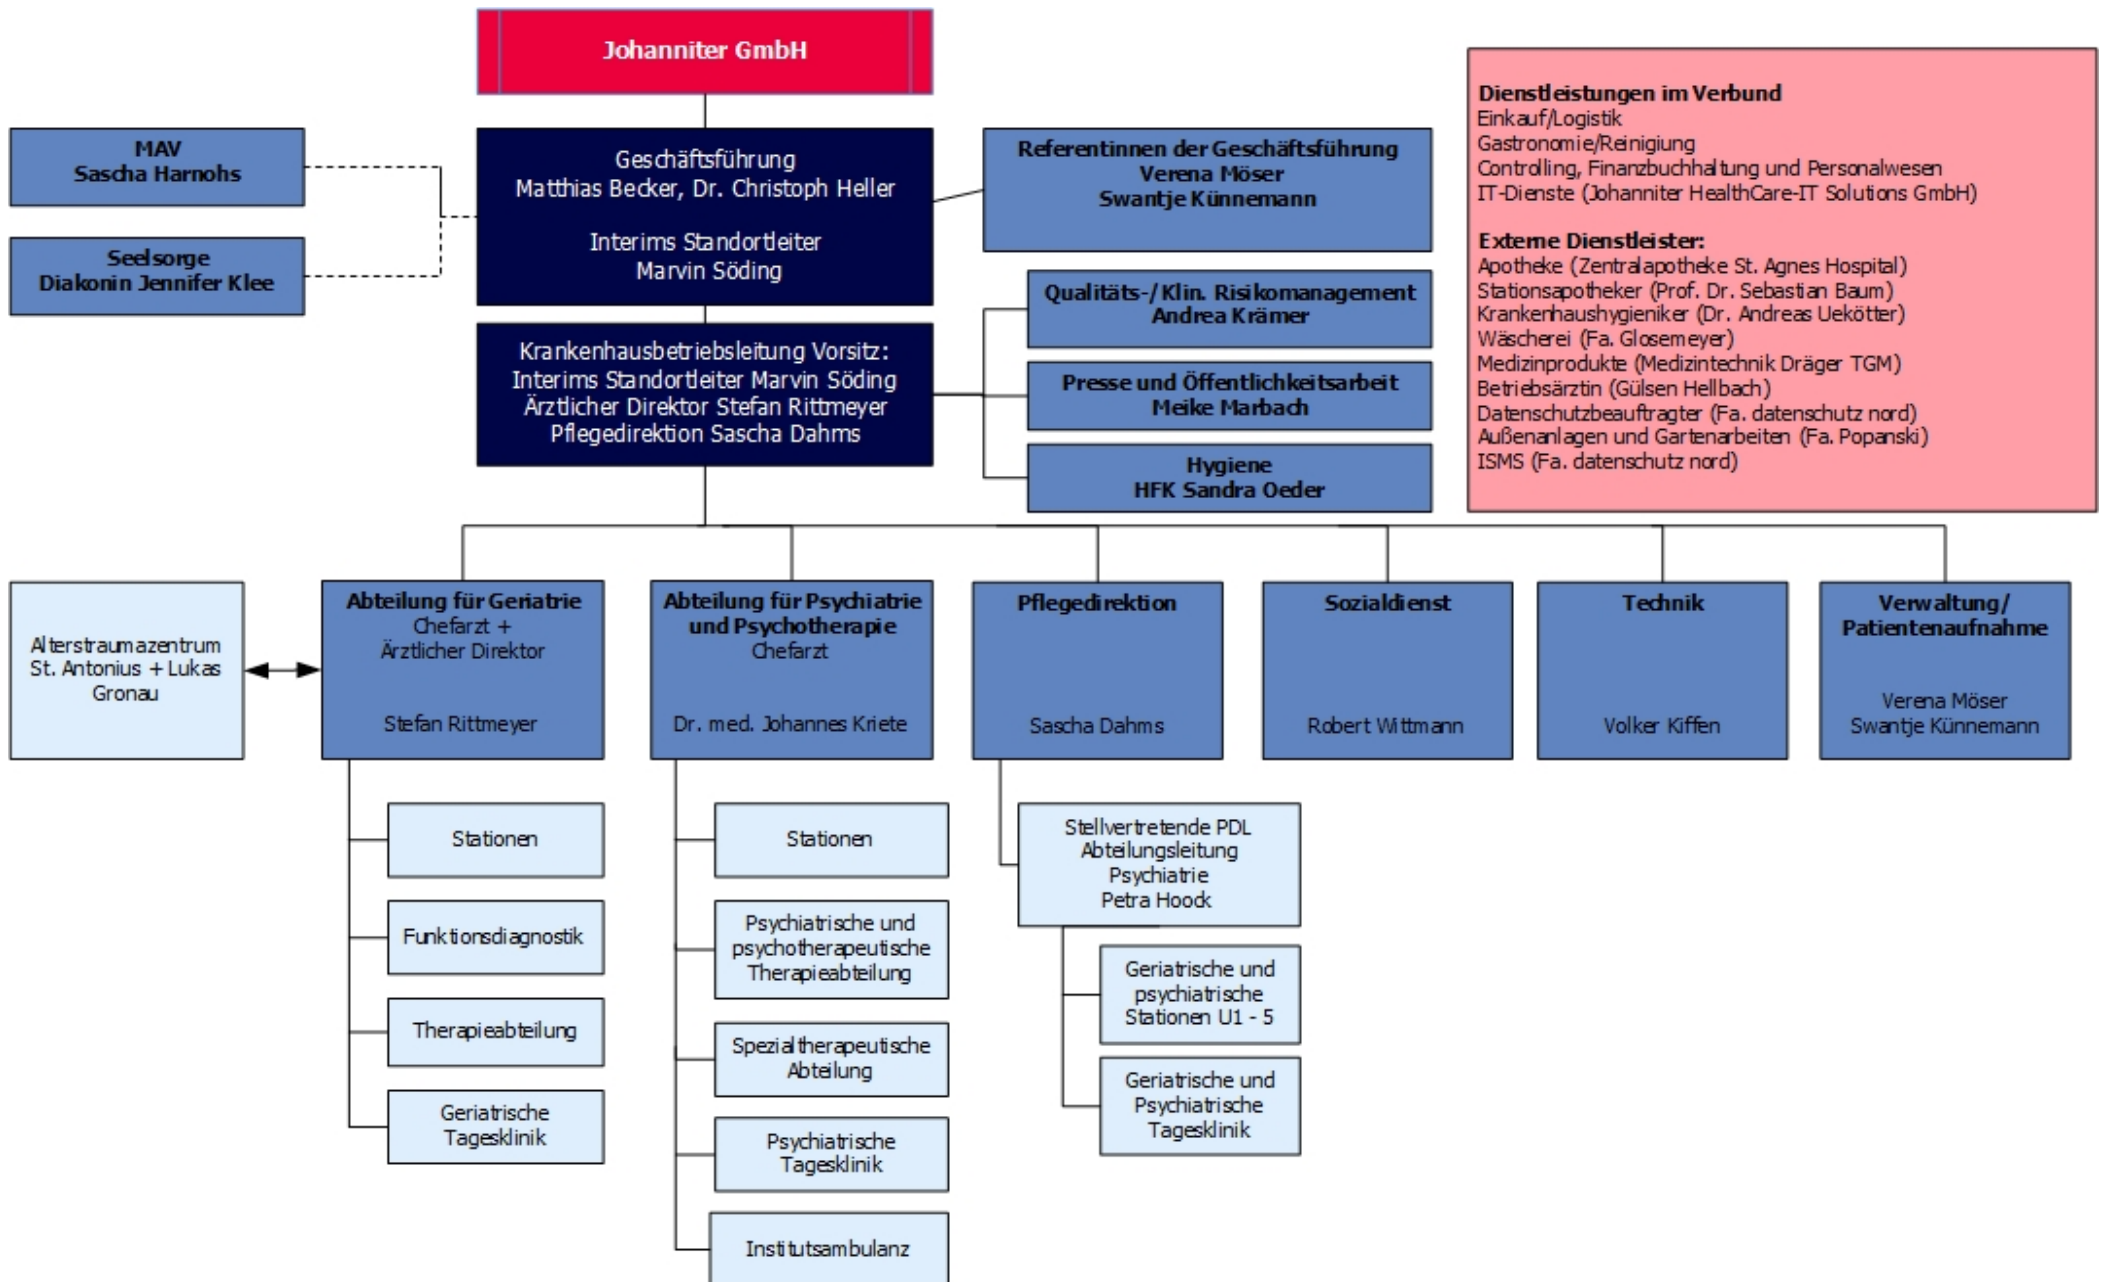 Johanniter GmbH
MAV
Sascha Harnohs
Seelsorge
Diakonin Jennifer Klee
Geschäftsführung
Matthias Becker, Dr. Christoph Heller
Interims Standortleiter
Marvin Söding
Referentinnen der Geschäftsführung
Verena Möser
Swantje Künnemann
Krankenhausbetriebsleitung Vorsitz:
Interims Standortleiter Marvin Söding
Ärztlicher Direktor Stefan Rittmeyer
Pflegedirektion Sascha Dahms
Qualitäts-/Klin. Risikomanagement
Andrea Krämer
Presse und Öffentlichkeitsarbeit
Meike Marbach
Hygiene
HFK Sandra Oeder
Dienstleistungen im Verbund
Einkauf/Logistik
Gastronomie/Reinigiung
Controlling, Finanzbuchhaltung und Personalwesen
IT-Dienste (Johanniter HealthCare-IT Solutions GmbH)
Externe Dienstleister:
Apotheke (Zentralapotheke St. Agnes Hospital)
Stationsapotheker (Prof. Dr. Sebastian Baum)
Krankenhaushygieniker (Dr. Andreas Uekötter)
Wäscherei (Fa. Glosemeyer)
Medizinprodukte (Medizintechnik Dräger TGM)
Betriebsärztin (Gülsen Hellbach)
Datenschutzbeauftragter (Fa. datenschutz nord)
Außenanlagen und Gartenarbeiten (Fa. Popanski)
ISMS (Fa. datenschutz nord)
Alterstraumazentrum
St. Antonius + Lukas
Gronau
Abteilung für Geriatrie
Chefarzt +
Ärztlicher Direktor
Stefan Rittmeyer
Abteilung für Psychiatrie
und Psychotherapie
Chefarzt
Dr. med. Johannes Kriete
Pflegedirektion
Sascha Dahms
Sozialdienst
Robert Wittmann
Technik
Volker Kiffen
Verwaltung/
Patientenaufnahme
Verena Möser
Swantje Künnemann
Stationen
Funktionsdiagnostik
Therapieabteilung
Geriatrische
Tagesklinik
Stationen
Psychiatrische und
psychotherapeutische
Therapieabteilung
Spezialtherapeutische
Abteilung
Psychiatrische
Tagesklinik
Institutsambulanz
Stellvertretende PDL
Abteilungsleitung
Psychiatrie
Petra Hoock
Geriatrische und
psychiatrische
Stationen U1 - 5
Geriatrische und
Psychiatrische
Tagesklinik